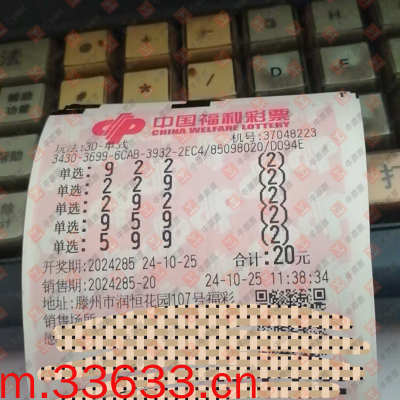 中国福利彩票
CHINA WELFARE LOTTERY
玩法:3D-单式 机号:37048223
3430-3699-6CAB-3932-2EC4/85098020/D094E
单选: 9 2 2 (2)
单选: 2 2 9 (2)
单选: 2 9 2 (2)
单选: 9 5 9 (2)
单选: 5 9 9 (2)
开奖期:2024285 24-10-25 合计:20元
销售期:2024285-20 24-10-25 11:38:34
地址:滕州市润恒花园107号福彩
销售场所
m.33633.cn